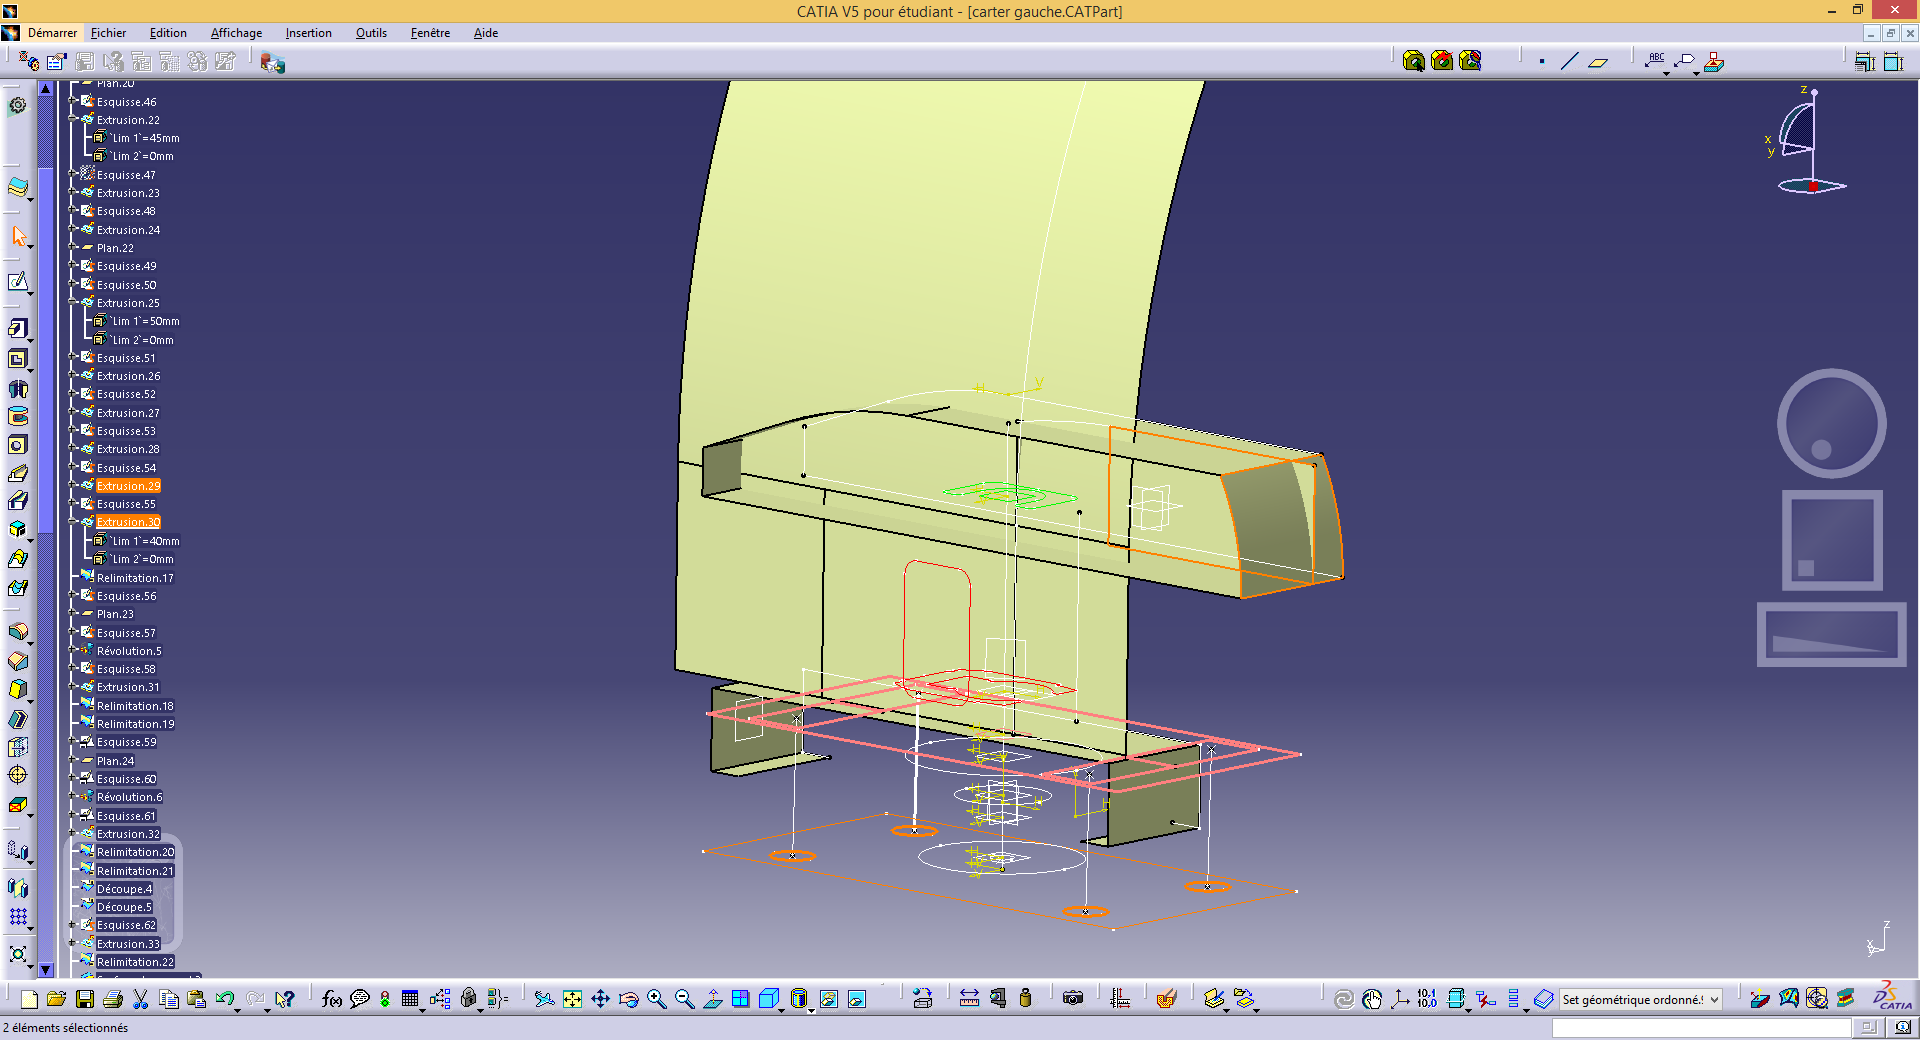 CATIA V5 pour étudiant - [carter gauche.CATPart]
Démarrer Fichier Edition Affichage Insertion Outils Fenêtre Aide
ABC
Plan.20
Esquisse.46
Extrusion.22
`Lim 1`=45mm
`Lim 2`=0mm
Esquisse.47
Extrusion.23
Esquisse.48
Extrusion.24
Plan.22
Esquisse.49
Esquisse.50
Extrusion.25
`Lim 1`=50mm
`Lim 2`=0mm
Esquisse.51
Extrusion.26
Esquisse.52
Extrusion.27
Esquisse.53
Extrusion.28
Esquisse.54
Extrusion.29
Esquisse.55
Extrusion.30
`Lim 1`=40mm
`Lim 2`=0mm
Relimitation.17
Esquisse.56
Plan.23
Esquisse.57
Révolution.5
Esquisse.58
Extrusion.31
Relimitation.18
Relimitation.19
Esquisse.59
Plan.24
Esquisse.60
Révolution.6
Esquisse.61
Extrusion.32
Relimitation.20
Relimitation.21
Découpe.4
Découpe.5
Esquisse.62
Extrusion.33
Relimitation.22
z
x
y
H V
z
x
y
f(x)
10.1
10.0
Set géométrique ordonné.!
CATIA
2 éléments sélectionnés